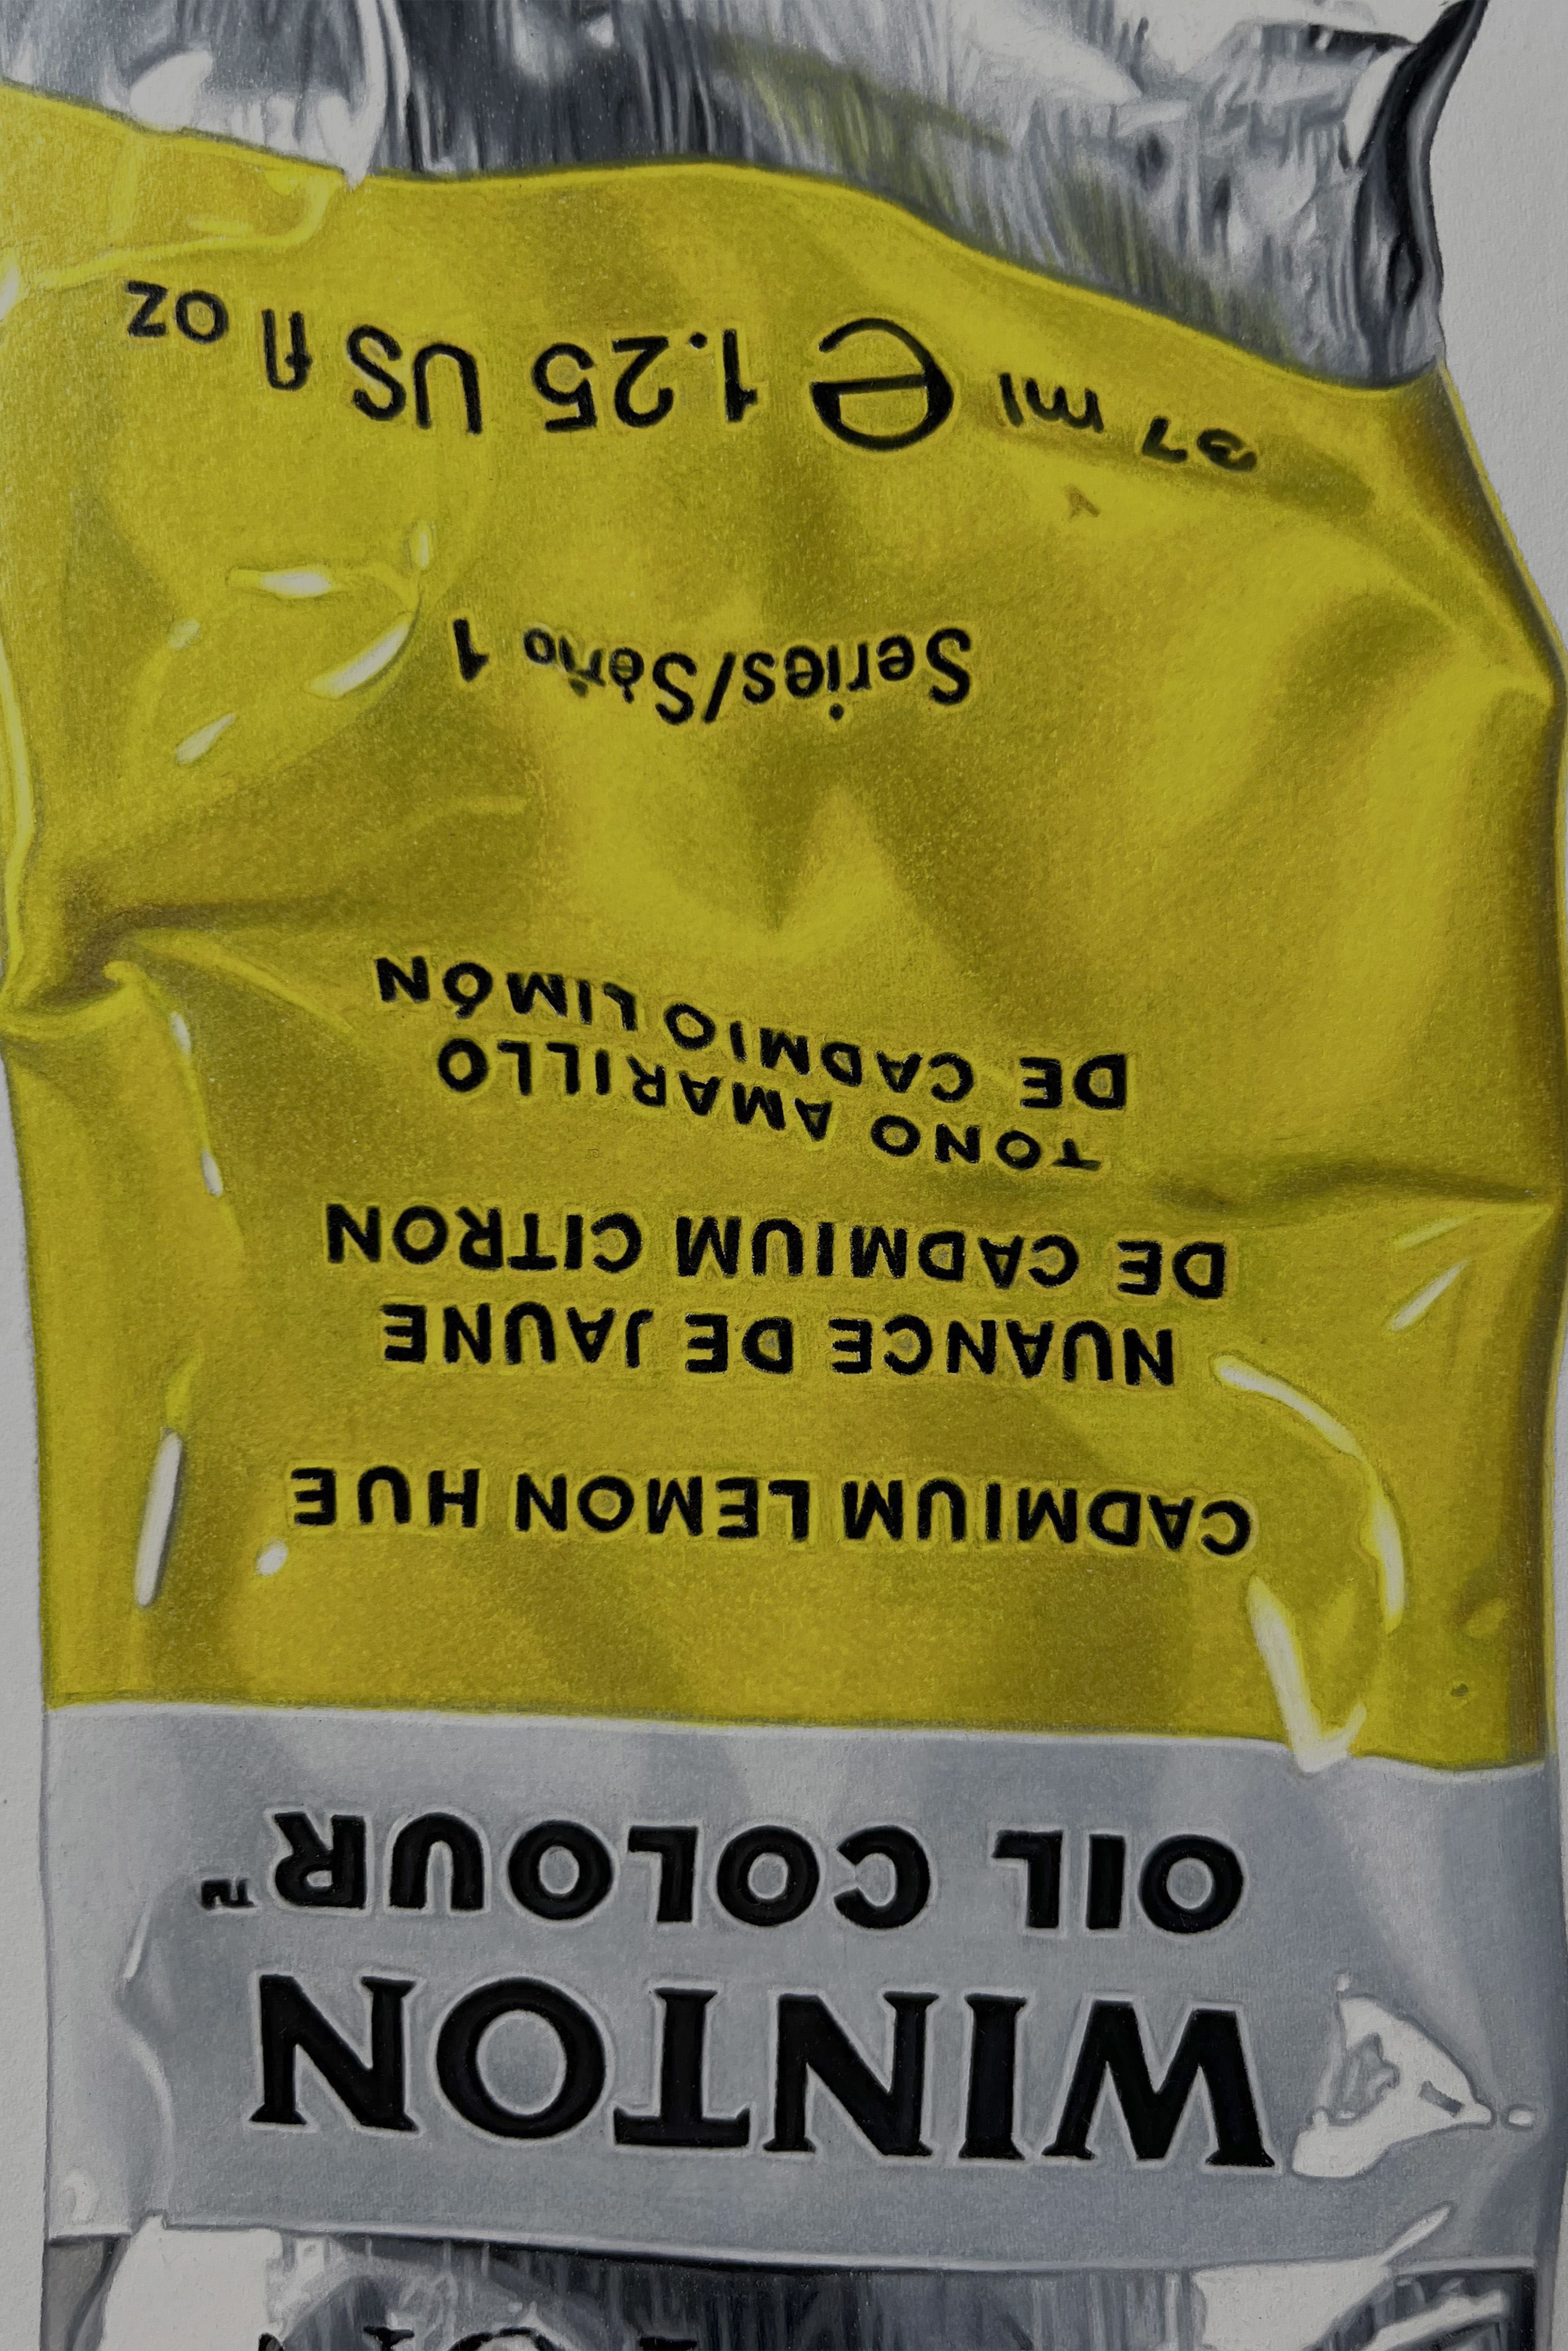 WINTON
OIL COLOUR™
CADMIUM LEMON HUE
NUANCE DE JAUNE
DE CADMIUM CITRON
TONO AMARILLO
DE CADMIO LIMÓN
Series/Série 1
37 ml ℮ 1.25 US fl oz